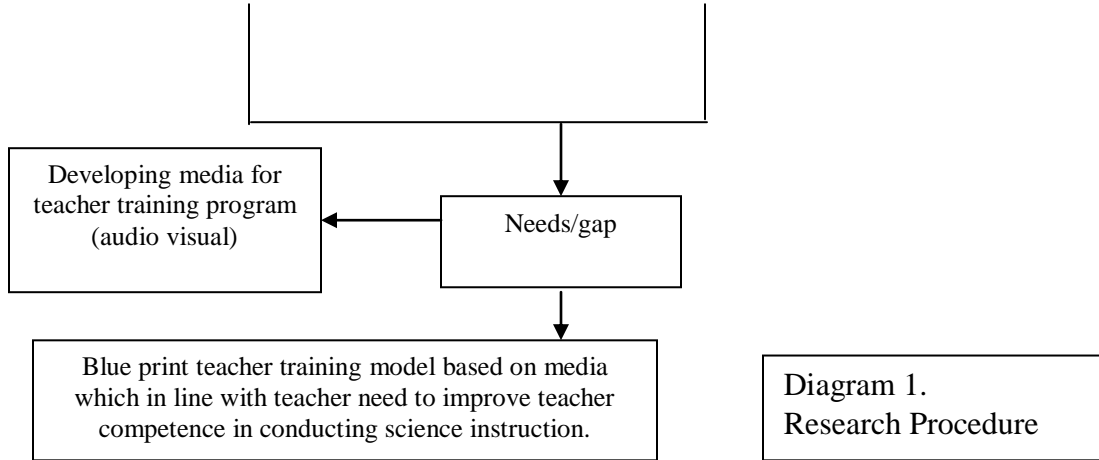 Developing media for
teacher training program
(audio visual)
Needs/gap
Blue print teacher training model based on media
which in line with teacher need to improve teacher
competence in conducting science instruction.
Diagram 1.
Research Procedure